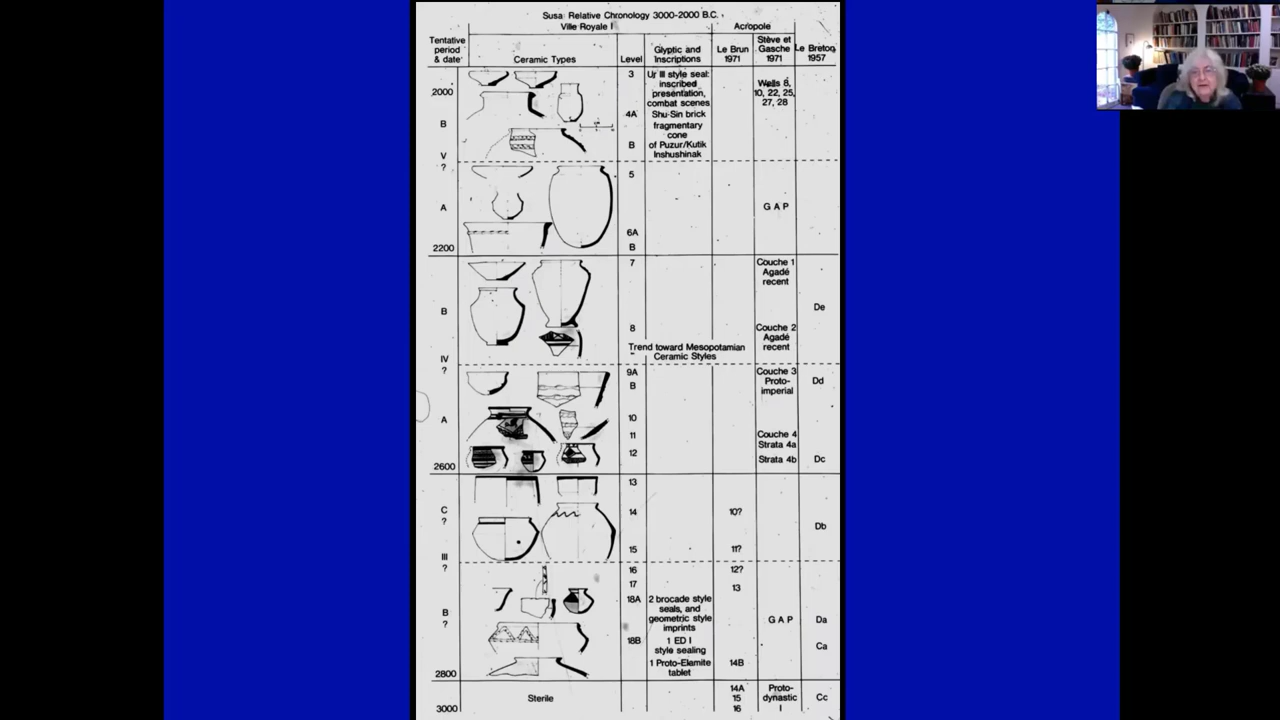 Susa: Relative Chronology 3000-2000 B.C.
Ville Royale I
Acropole
Tentative
period
& date
Ceramic Types
Level
Glyptic and
Inscriptions
Le Brun
1971
Stève et
Gasche
1971
Le Breton
1957
2000
B
V
?
3
4A
B
Ur III style seal:
inscribed
presentation,
combat scenes
Shu-Sin brick
fragmentary
cone
of Puzur/Kutik
Inshushinak
Wells 8,
10, 22, 25,
27, 28
A
2200
5
6A
B
GAP
B
IV
?
7
8
Trend toward Mesopotamian
Ceramic Styles
Couche 1
Agadé
recent
Couche 2
Agadé
recent
De
A
2600
9A
B
10
11
12
Couche 3
Proto-
imperial
Couche 4
Strata 4a
Strata 4b
Dd
Dc
C
?
III
?
13
14
15
10?
11?
Db
B
?
2800
16
17
18A
18B
2 brocade style
seals, and
geometric style
imprints
1 ED I
style sealing
1 Proto-Elamite
tablet
12?
13
14B
GAP
Da
Ca
3000
Sterile
14A
15
16
Proto-
dynastic
I
Cc